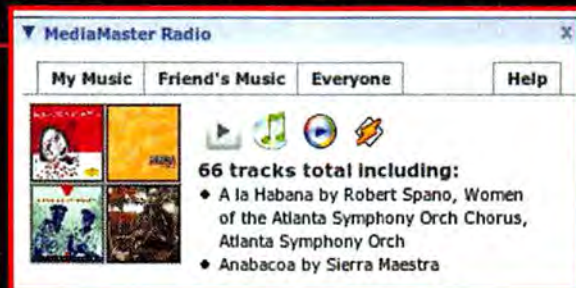 MediaMaster Radio x
My Music Friend's Music Everyone Help
66 tracks total including:
A la Habana by Robert Spano, Women
of the Atlanta Symphony Orch Chorus,
Atlanta Symphony Orch
Anabacoa by Sierra Maestra